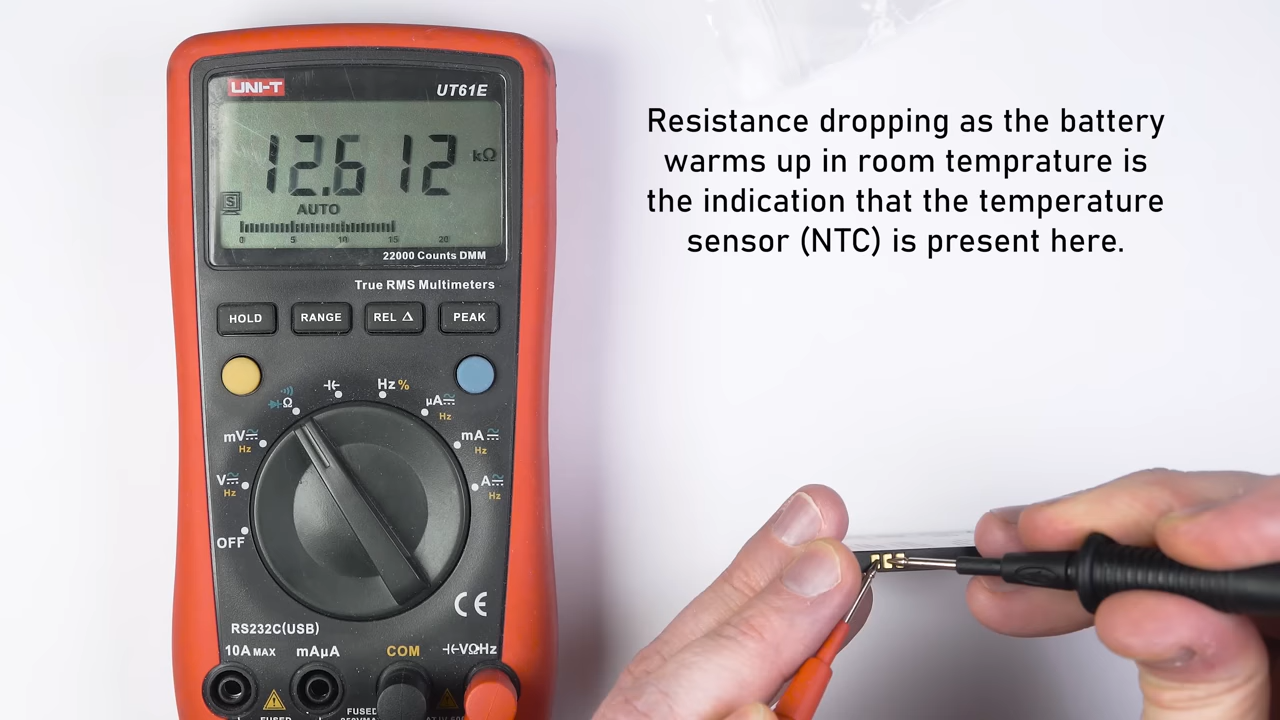 UNI-T
UT61E
12.612 kΩ
AUTO
0 5 10 15 20
22000 Counts DMM
True RMS Multimeters
HOLD RANGE REL Δ PEAK
Hz %
Ω
µA
Hz
mV
Hz
mA
Hz
V
Hz
A
Hz
OFF
CE
RS232C(USB)
10A MAX mAµA COM VΩHz
FUSED
FUSED
Resistance dropping as the battery
warms up in room temprature is
the indication that the temperature
sensor (NTC) is present here.